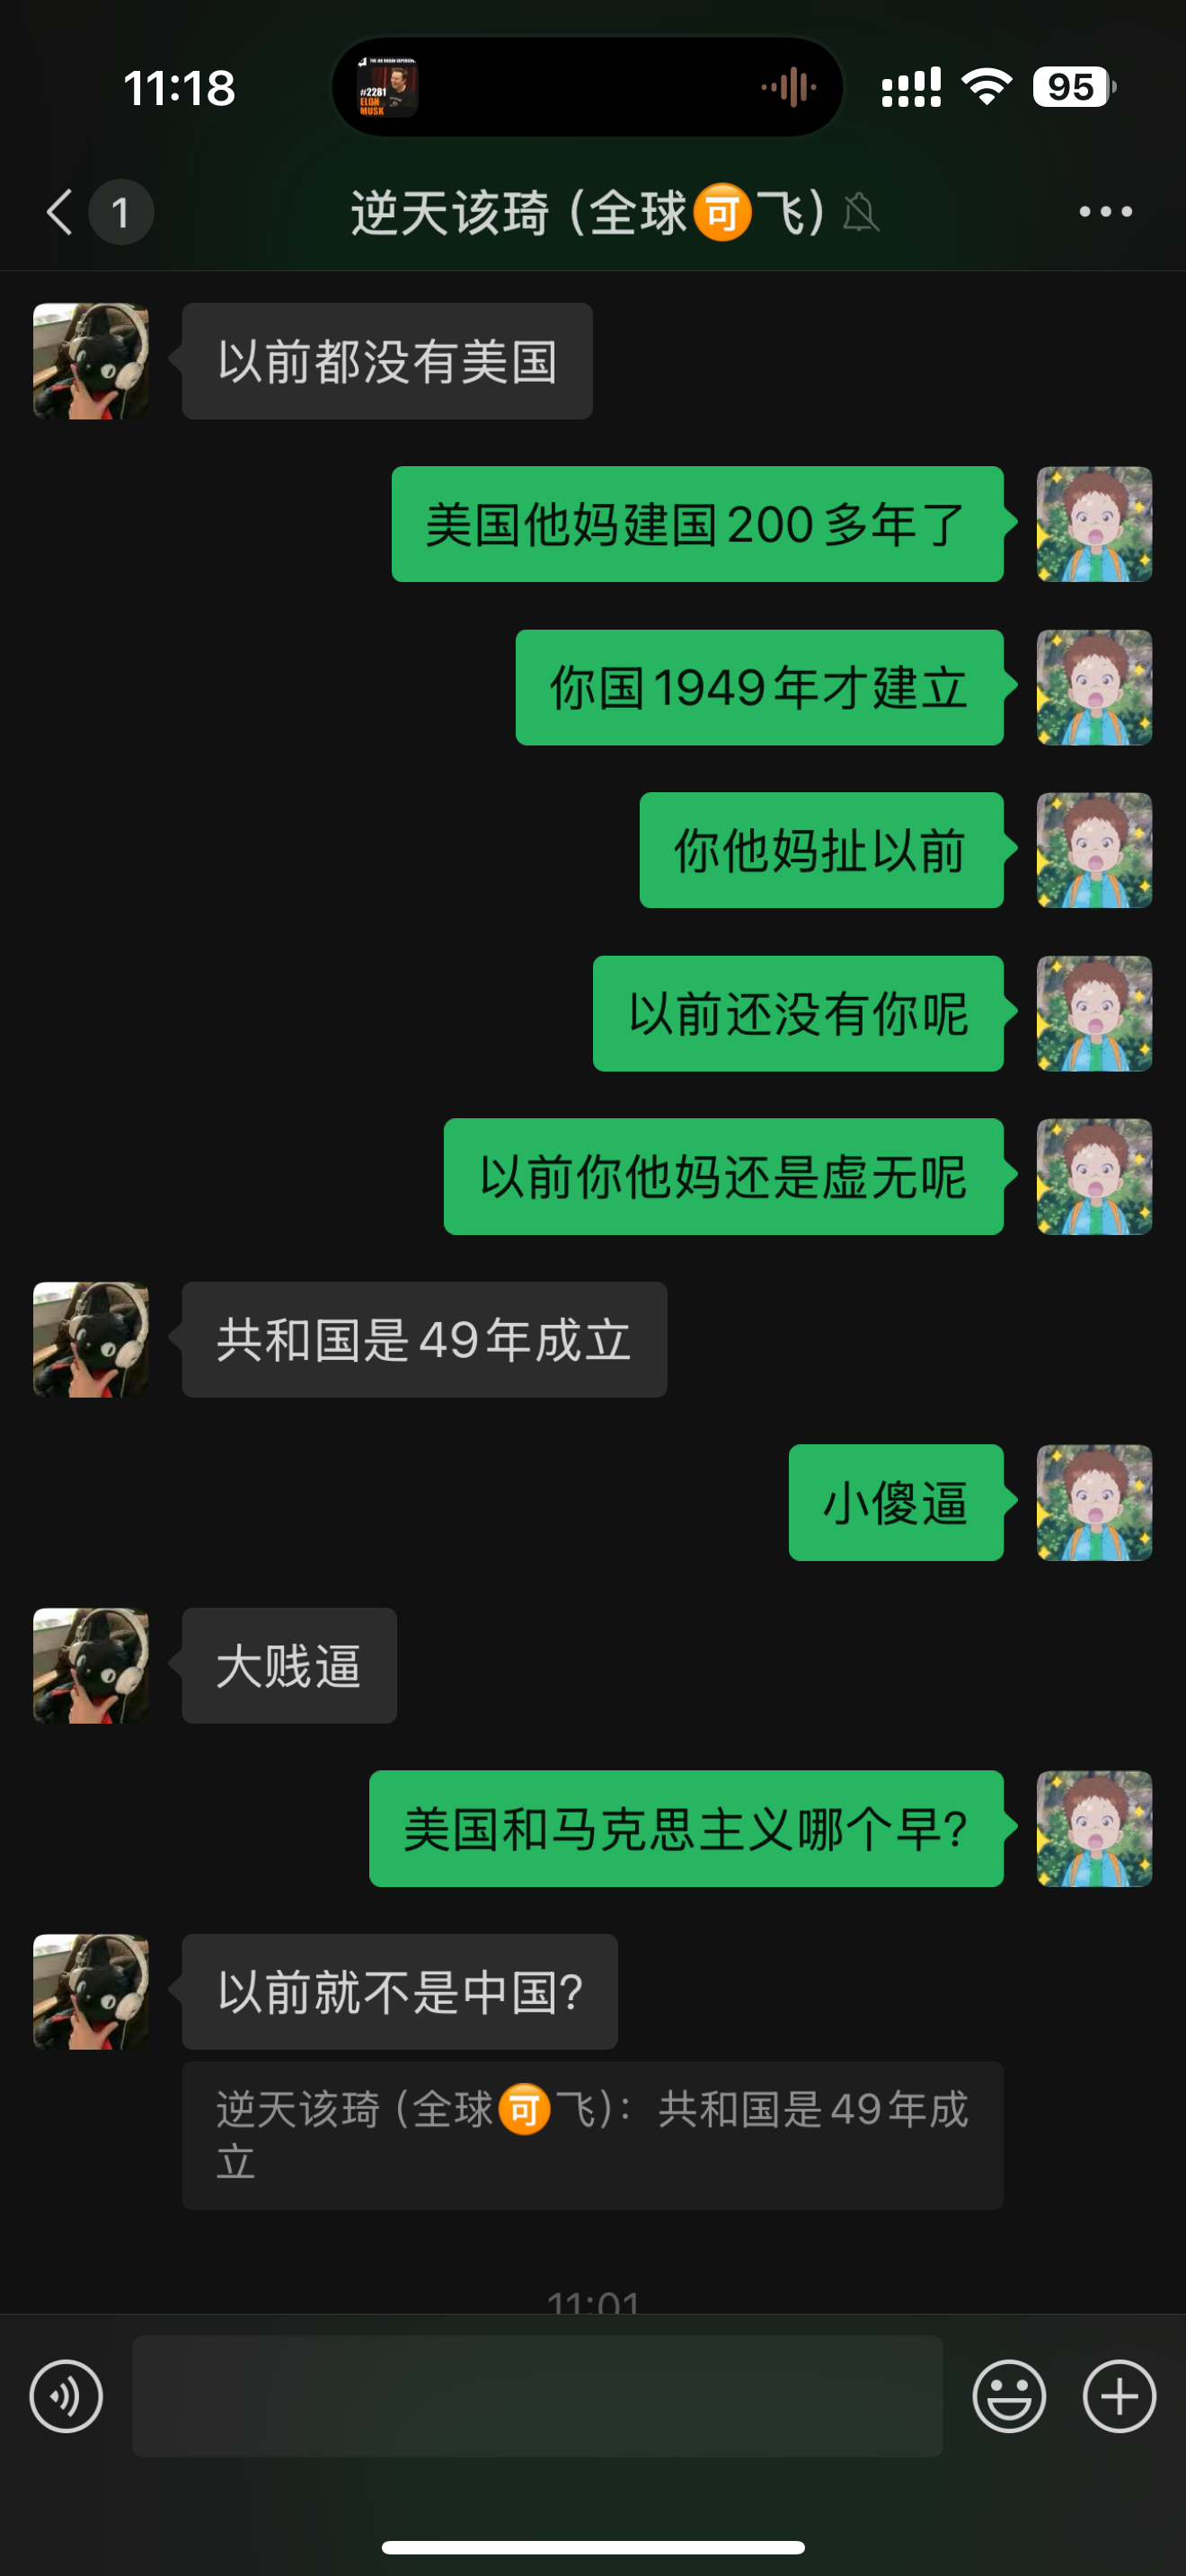 11:18
THE JOE ROGAN EXPERIENCE
#2281
ELON
MUSK
95
1
逆天该琦 (全球🉑飞)
以前都没有美国
美国他妈建国200多年了
你国1949年才建立
你他妈扯以前
以前还没有你呢
以前你他妈还是虚无呢
共和国是49年成立
小傻逼
大贱逼
美国和马克思主义哪个早?
以前就不是中国?
逆天该琦 (全球🉑飞)：共和国是49年成
立
11:01